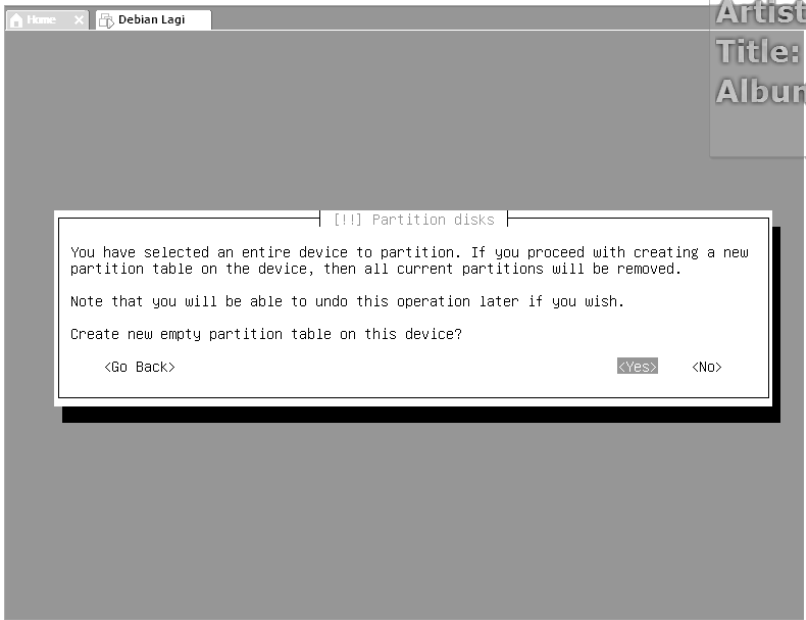 Home
Debian Lagi
Artist
Title:
Album
[!!] Partition disks
You have selected an entire device to partition. If you proceed with creating a new
partition table on the device, then all current partitions will be removed.
Note that you will be able to undo this operation later if you wish.
Create new empty partition table on this device?
<Go Back> <Yes> <No>